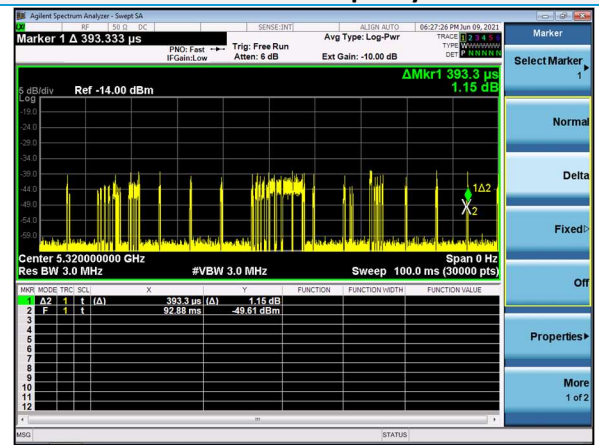 Agilent Spectrum Analyzer - Swept SA
RF 50 Ω DC SENSE:INT ALIGN AUTO 06:27:26 PM Jun 09, 2021
Marker 1 Δ 393.333 µs
PNO: Fast Trig: Free Run Avg Type: Log-Pwr TRACE 1 2 3 4 5 6
IFGain:Low Atten: 6 dB Ext Gain: -10.00 dB TYPE WWWWWW
DET P N N N N N
ΔMkr1 393.3 µs
1.15 dB
5 dB/div Ref -14.00 dBm
Log
-19.0
-24.0
-29.0
-34.0
-39.0
-44.0
-49.0
-54.0
-59.0
1Δ2
X2
Center 5.320000000 GHz Span 0 Hz
Res BW 3.0 MHz #VBW 3.0 MHz Sweep 100.0 ms (30000 pts)
MKR MODE TRC SCL X Y FUNCTION FUNCTION WIDTH FUNCTION VALUE
1 Δ2 1 t (Δ) 393.3 µs (Δ) 1.15 dB
2 F 1 t 92.88 ms -49.61 dBm
3
4
5
6
7
8
9
10
11
12
MSG STATUS
Marker
Select Marker
1
Normal
Delta
Fixed
Off
Properties
More
1 of 2